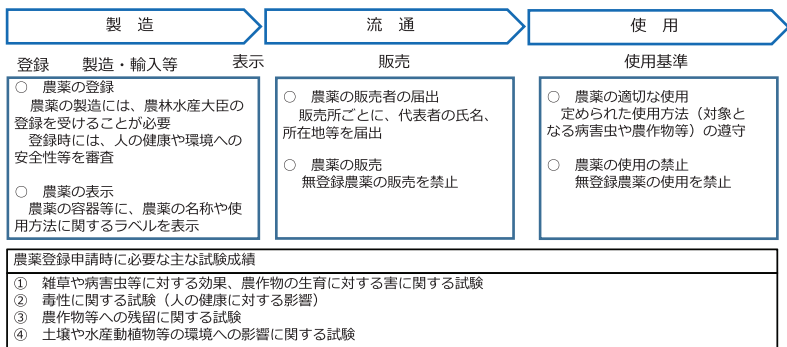 製 造
流 通
使 用
登録 製造・輸入等 表示
販売
使用基準
○ 農薬の登録
農薬の製造には、農林水産大臣の
登録を受けることが必要
登録時には、人の健康や環境への
安全性等を審査
○ 農薬の表示
農薬の容器等に、農薬の名称や使
用方法に関するラベルを表示
○ 農薬の販売者の届出
販売所ごとに、代表者の氏名、
所在地等を届出
○ 農薬の販売
無登録農薬の販売を禁止
○ 農薬の適切な使用
定められた使用方法（対象と
なる病害虫や農作物等）の遵守
○ 農薬の使用の禁止
無登録農薬の使用を禁止
農薬登録申請時に必要な主な試験成績
① 雑草や病害虫等に対する効果、農作物の生育に対する害に関する試験
② 毒性に関する試験（人の健康に対する影響）
③ 農作物等への残留に関する試験
④ 土壌や水産動植物等の環境への影響に関する試験